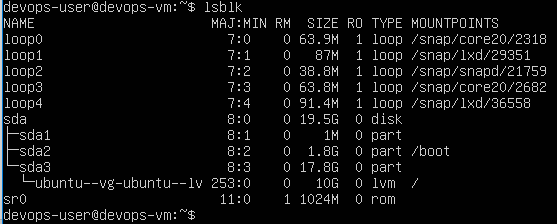 devops-user@devops-vm:~$ lsblk
NAME                      MAJ:MIN RM  SIZE RO TYPE MOUNTPOINTS
loop0                       7:0    0 63.9M  1 loop /snap/core20/2318
loop1                       7:1    0   87M  1 loop /snap/lxd/29351
loop2                       7:2    0 38.8M  1 loop /snap/snapd/21759
loop3                       7:3    0 63.8M  1 loop /snap/core20/2682
loop4                       7:4    0 91.4M  1 loop /snap/lxd/36558
sda                         8:0    0 19.5G  0 disk
├─sda1                      8:1    0    1M  0 part
├─sda2                      8:2    0  1.8G  0 part /boot
└─sda3                      8:3    0 17.8G  0 part
  └─ubuntu--vg-ubuntu--lv 253:0    0   10G  0 lvm  /
sr0                        11:0    1 1024M  0 rom
devops-user@devops-vm:~$